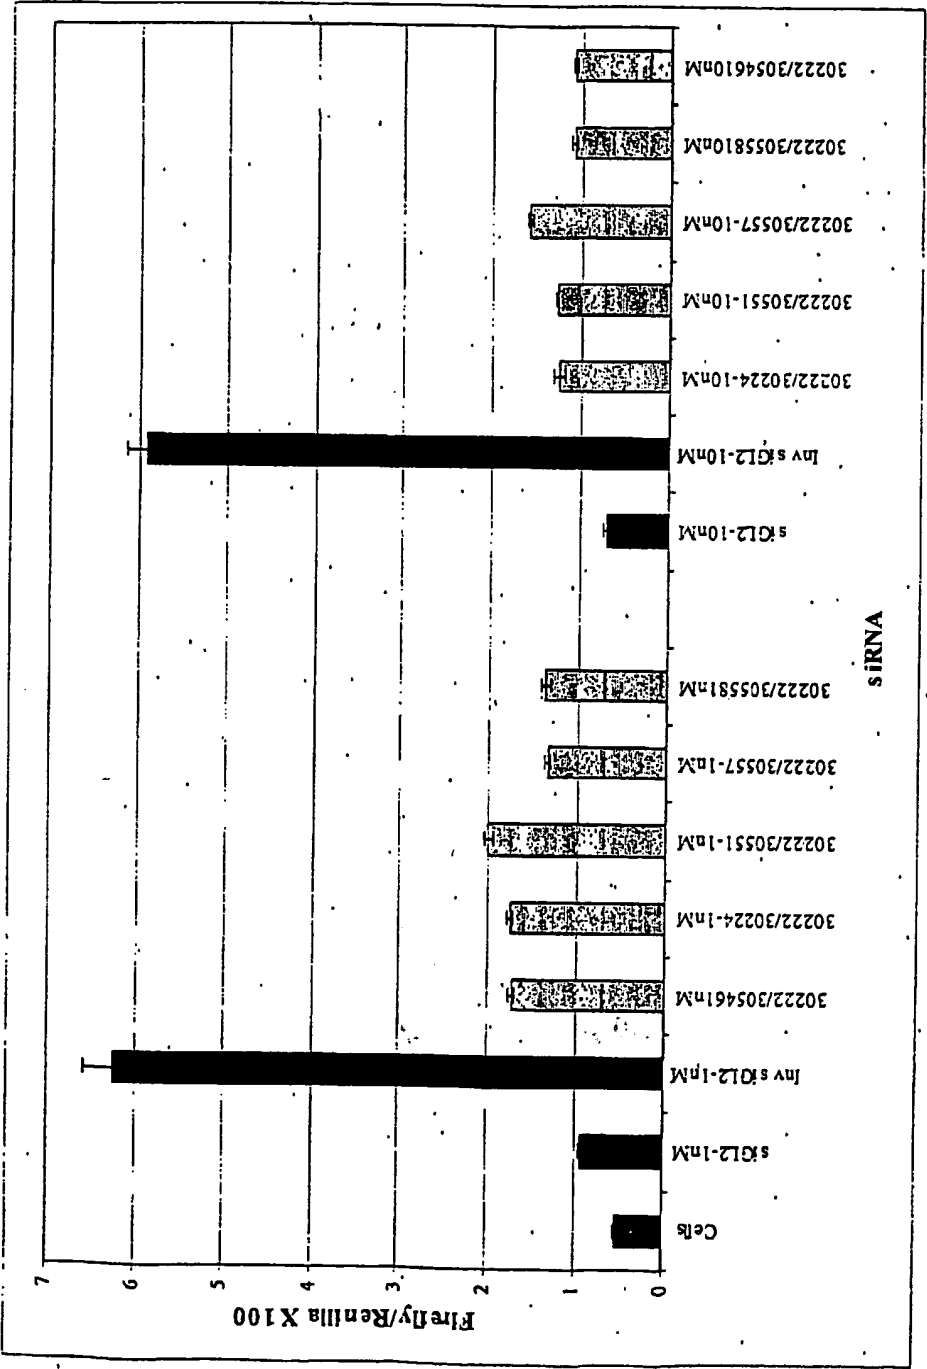 Firefly/Renilla X 100
7
6
5
4
3
2
1
0
Cells
siGL2-1nM
Inv siGL2-1nM
30222/305461nM
30222/30224-1nM
30222/30551-1nM
30222/30557-1nM
30222/305581nM
siGL2-10nM
Inv siGL2-10nM
30222/30224-10nM
30222/30551-10nM
30222/30557-10nM
30222/3055810nM
30222/3054610nM
siRNA